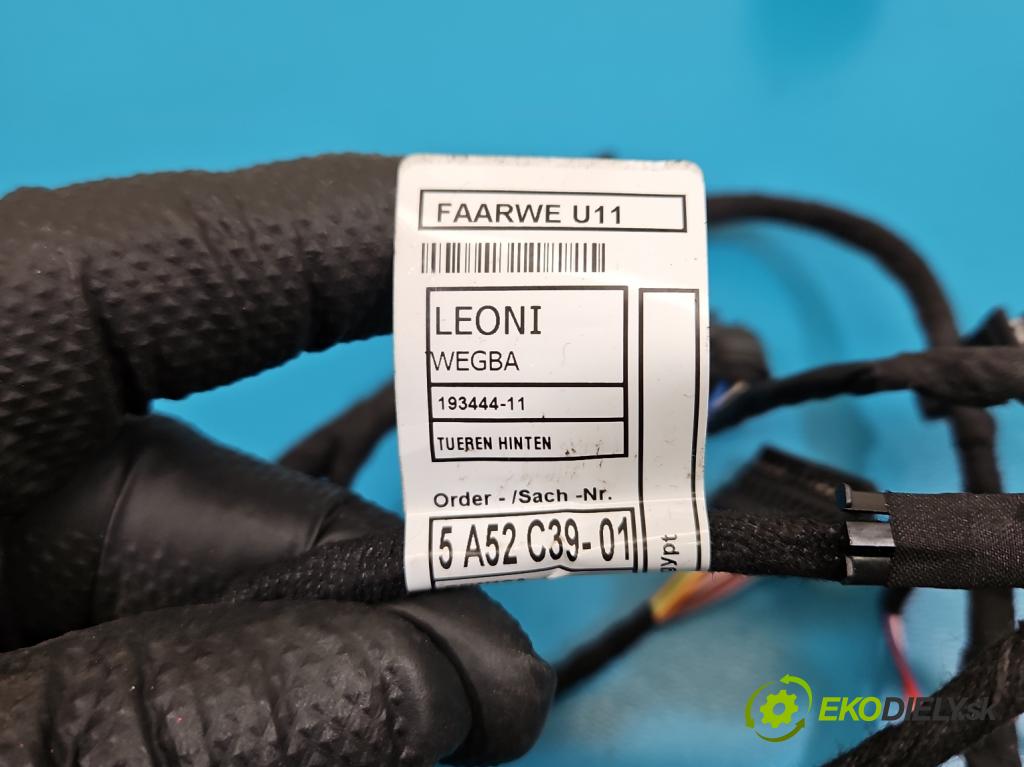 FAARWE U11
LEONI
WEGBA
193444-11
TUEREN HINTEN
Order - /Sach -Nr.
5 A52 C39- 01
EKODIELY.sk